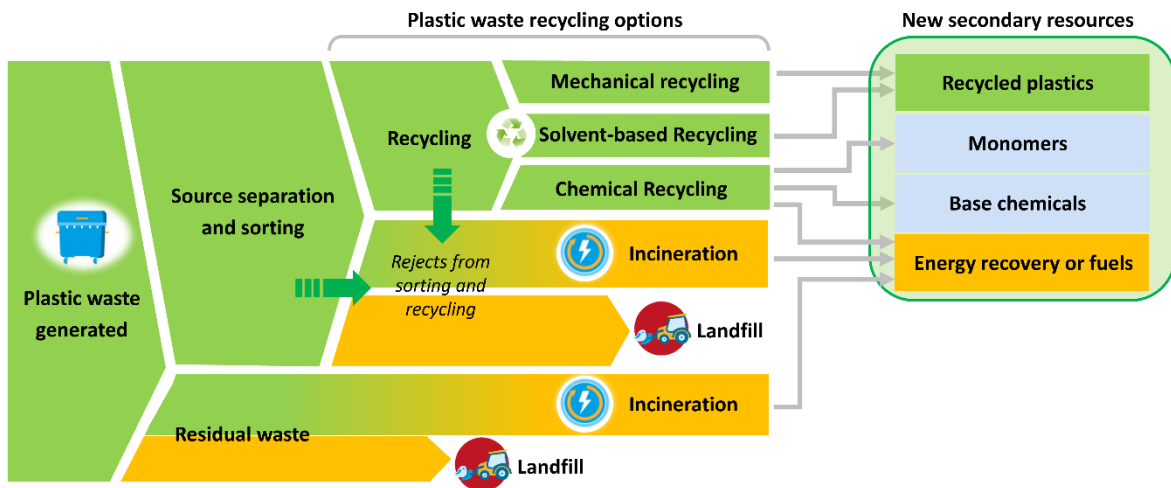 Plastic waste recycling options
New secondary resources
Plastic waste
generated
Source separation
and sorting
Recycling
Mechanical recycling
Solvent-based Recycling
Chemical Recycling
Rejects from
sorting and
recycling
Incineration
Landfill
Residual waste
Incineration
Landfill
Recycled plastics
Monomers
Base chemicals
Energy recovery or fuels